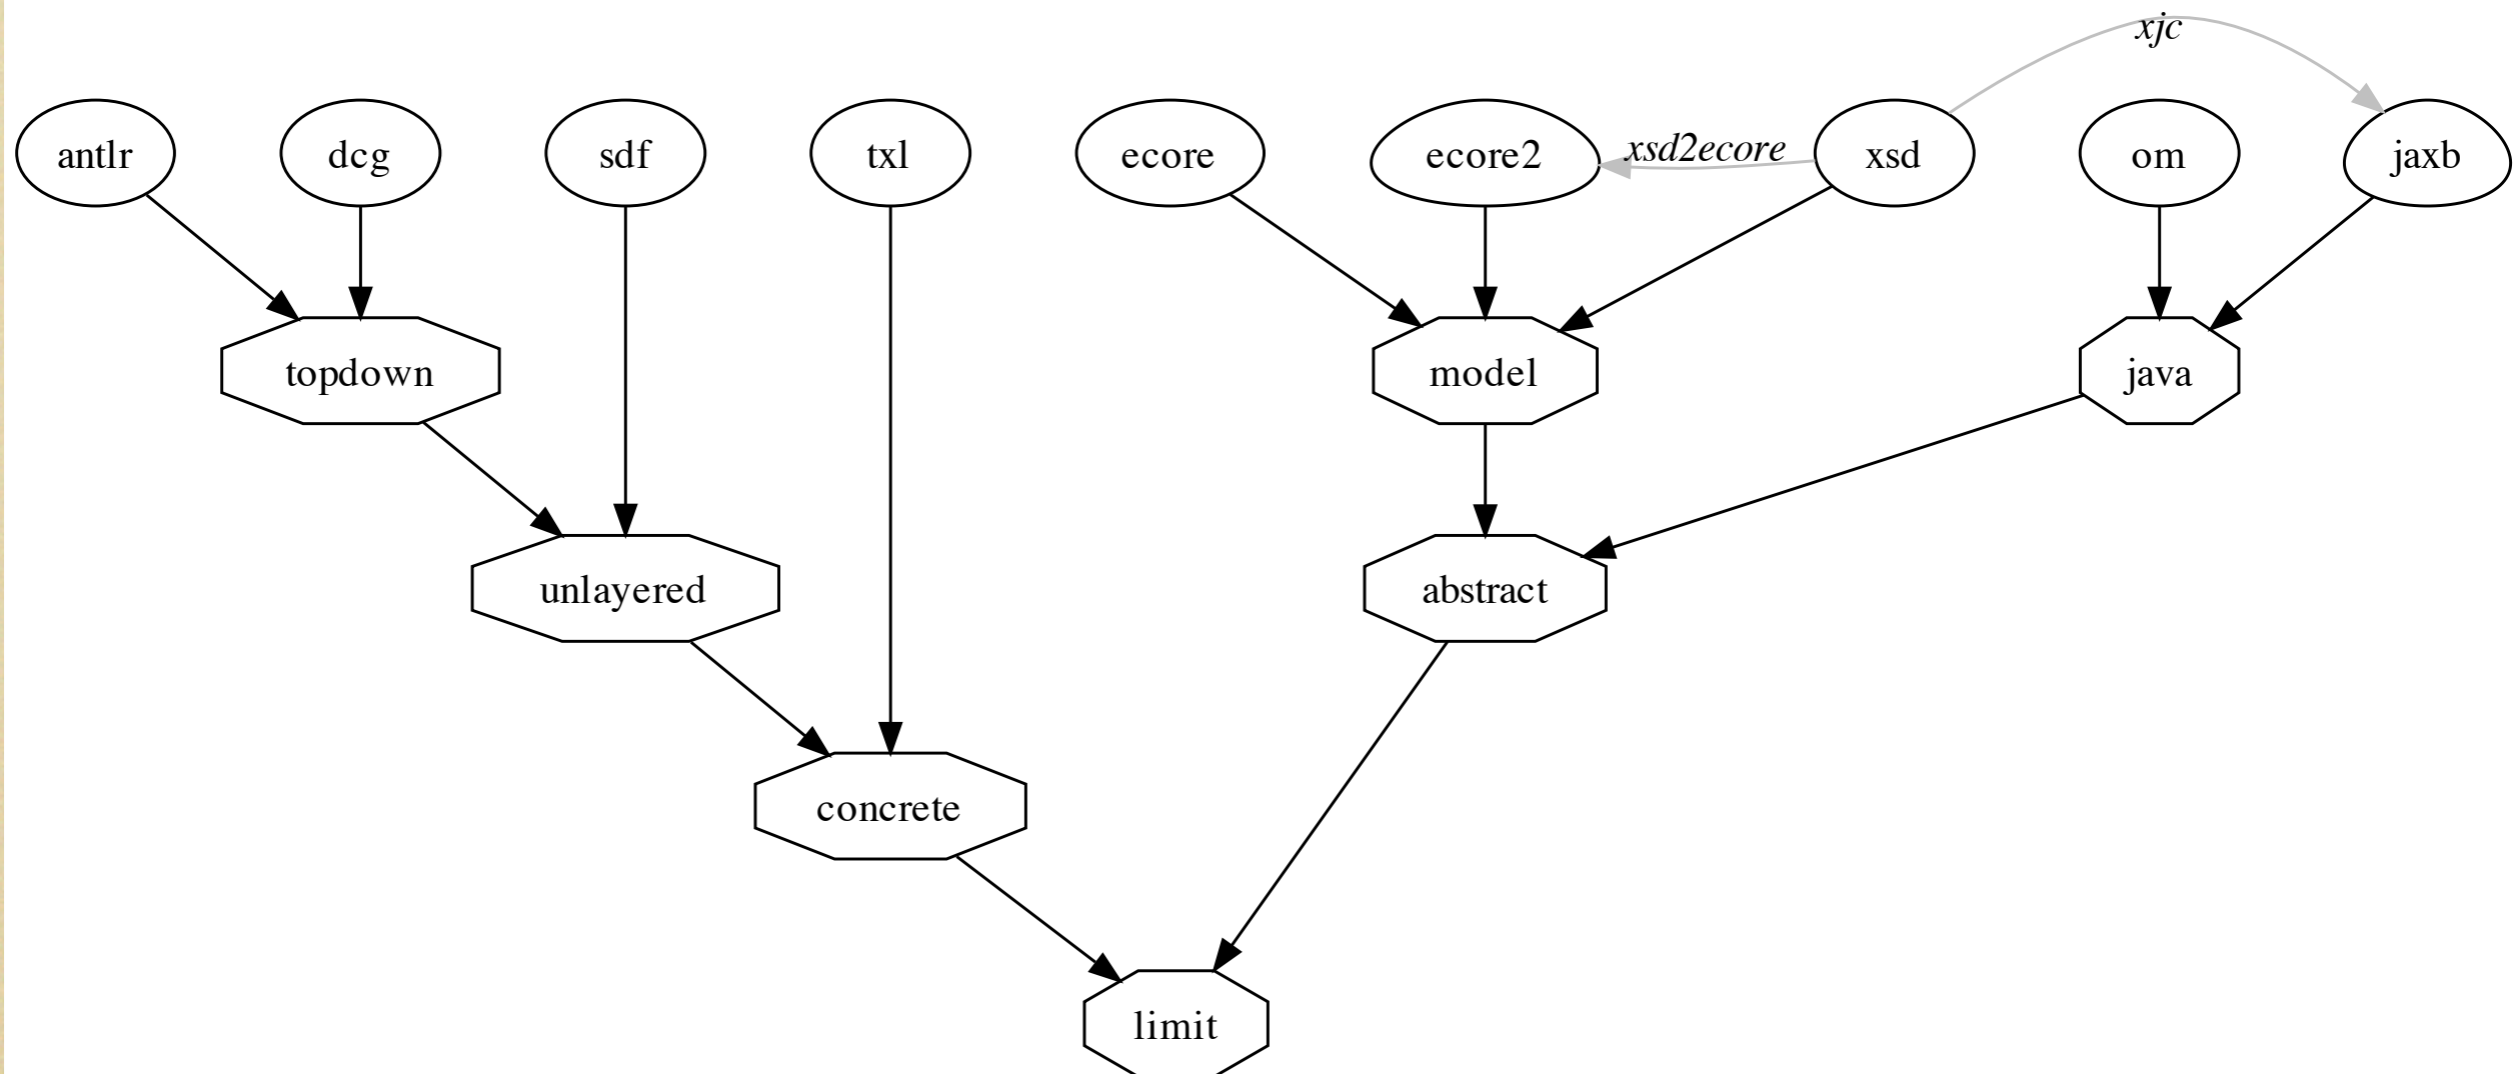 xjc
antlr
dcg
sdf
txl
ecore
ecore2
xsd2ecore
xsd
om
jaxb
topdown
model
java
unlayered
abstract
concrete
limit